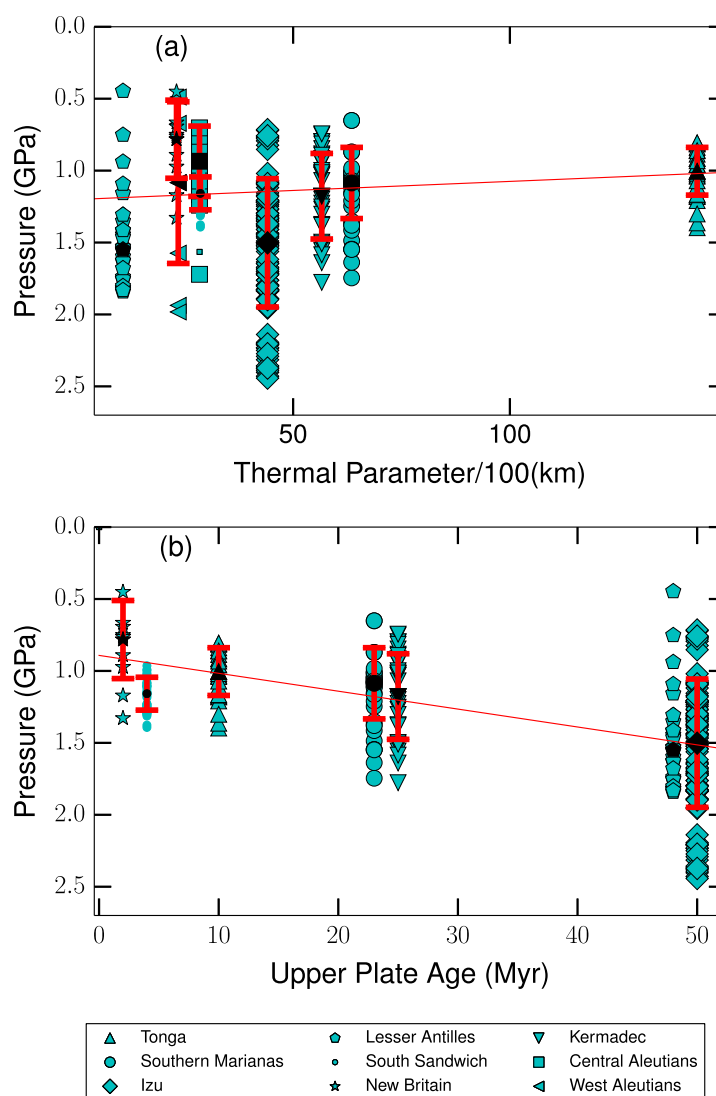 (a)
0.0
0.5
1.0
1.5
2.0
2.5
Pressure (GPa)
50 100
Thermal Parameter/100(km)
(b)
0.0
0.5
1.0
1.5
2.0
2.5
Pressure (GPa)
0 10 20 30 40 50
Upper Plate Age (Myr)
Tonga Lesser Antilles Kermadec
Southern Marianas South Sandwich Central Aleutians
Izu New Britain West Aleutians